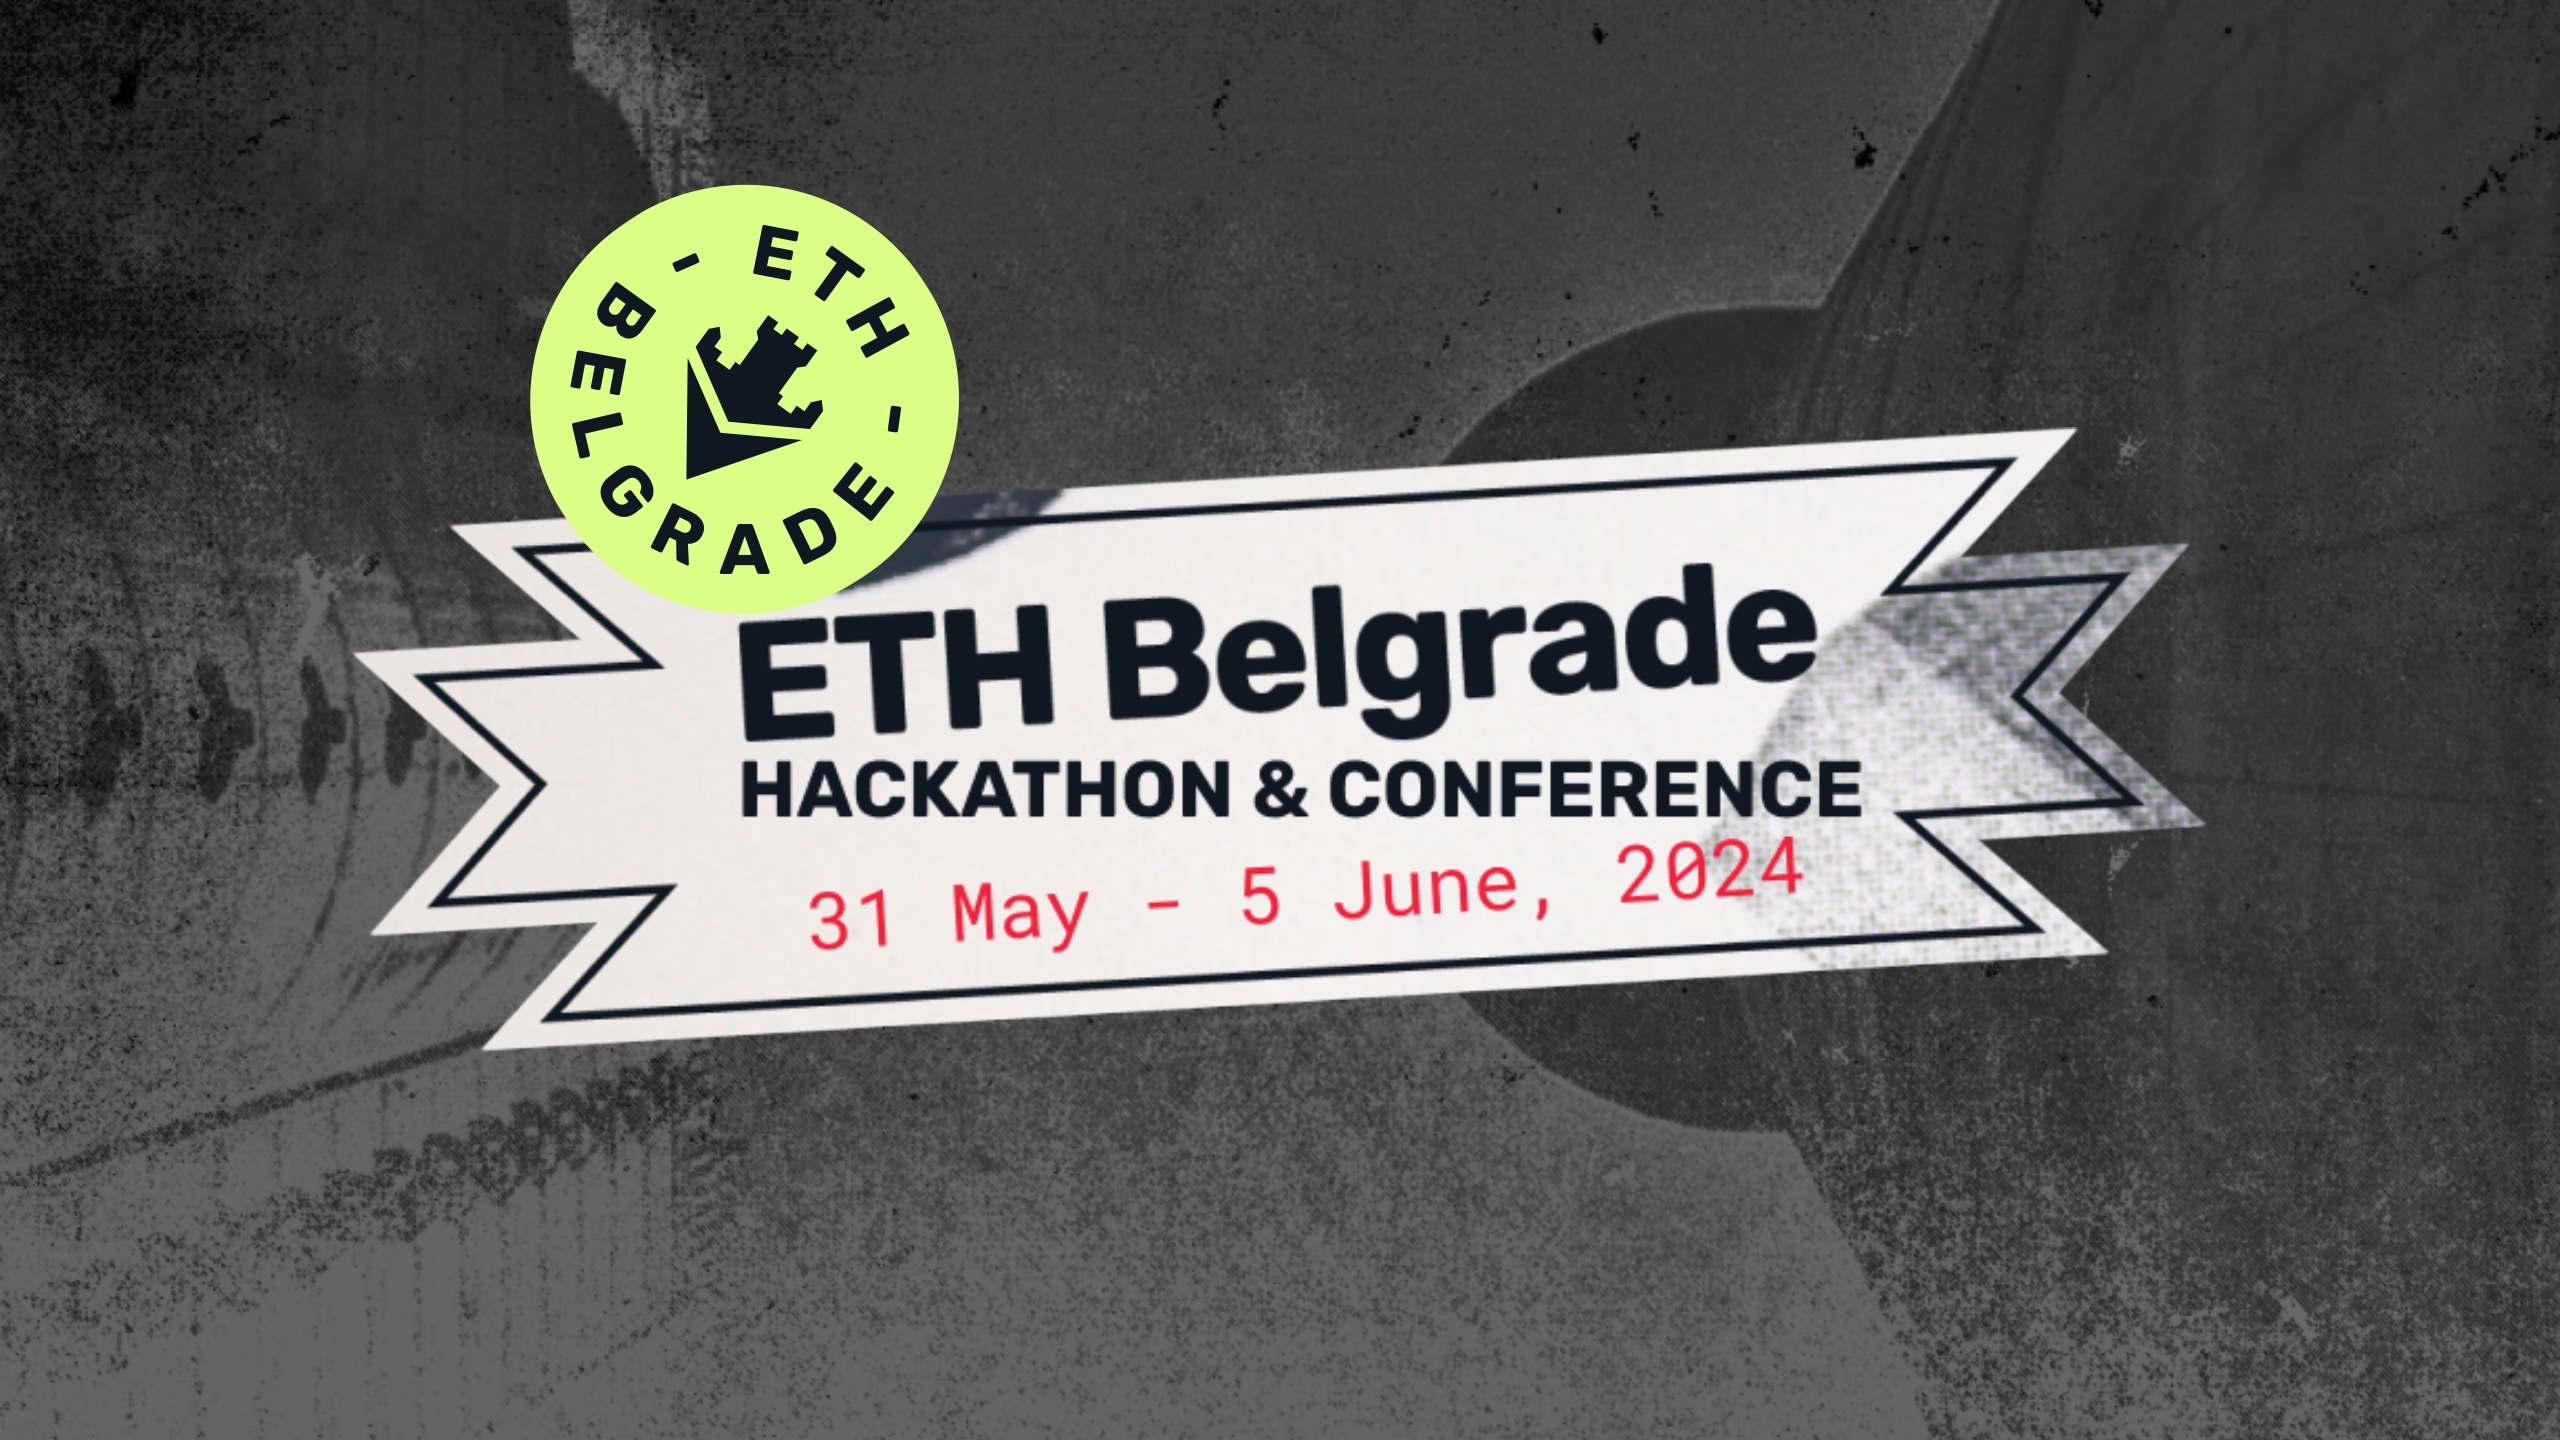 - ETH - BELGRADE
ETH Belgrade
HACKATHON & CONFERENCE
31 May - 5 June, 2024